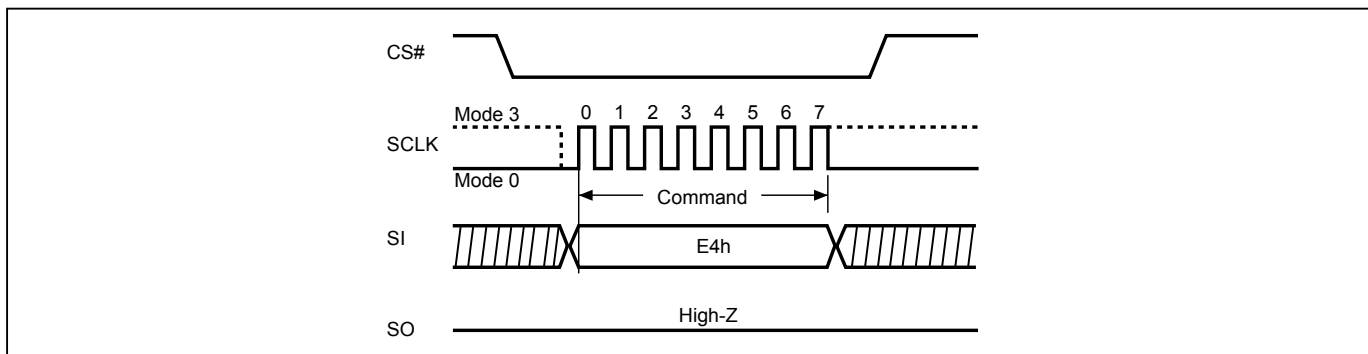 CS#
Mode 3
0 1 2 3 4 5 6 7
SCLK
Mode 0
Command
SI
E4h
High-Z
SO